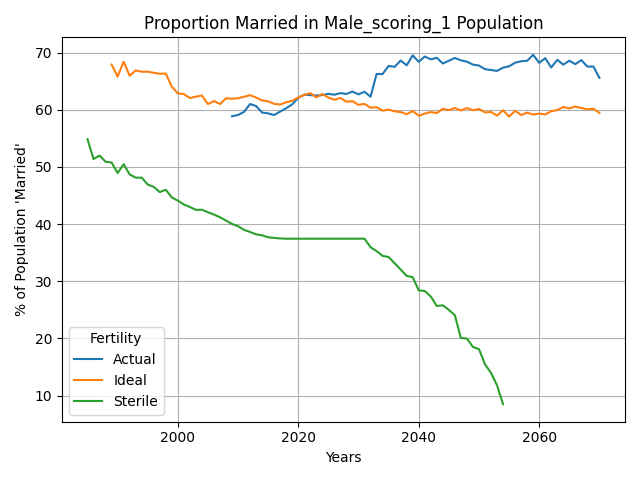 Proportion Married in Male_scoring_1 Population
% of Population 'Married'
70
60
50
40
30
20
10
Fertility
Actual
Ideal
Sterile
2000
2020
2040
2060
Years